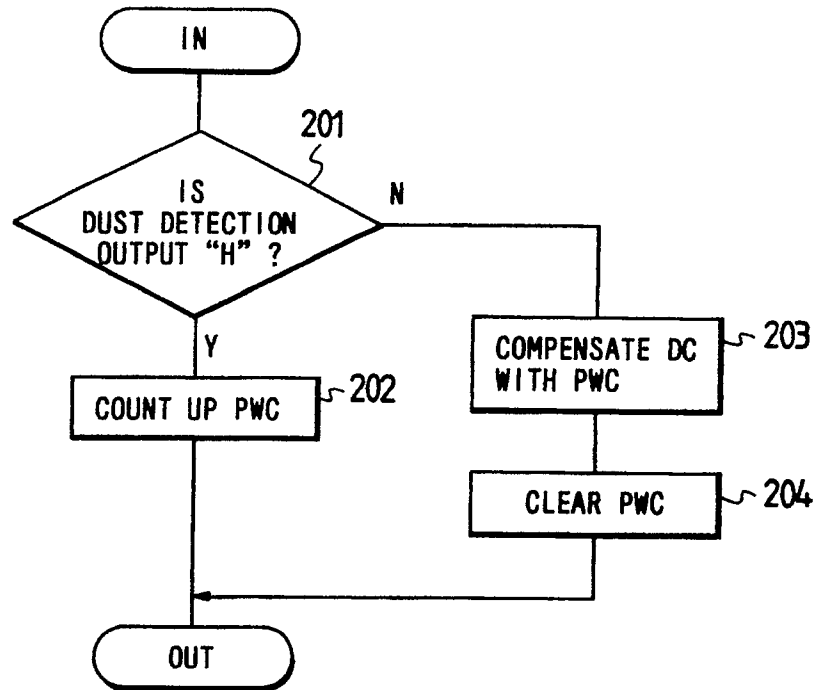 IN
201
IS
DUST DETECTION
OUTPUT “H” ?
N
Y
COMPENSATE DC
WITH PWC
203
COUNT UP PWC
202
CLEAR PWC
204
OUT